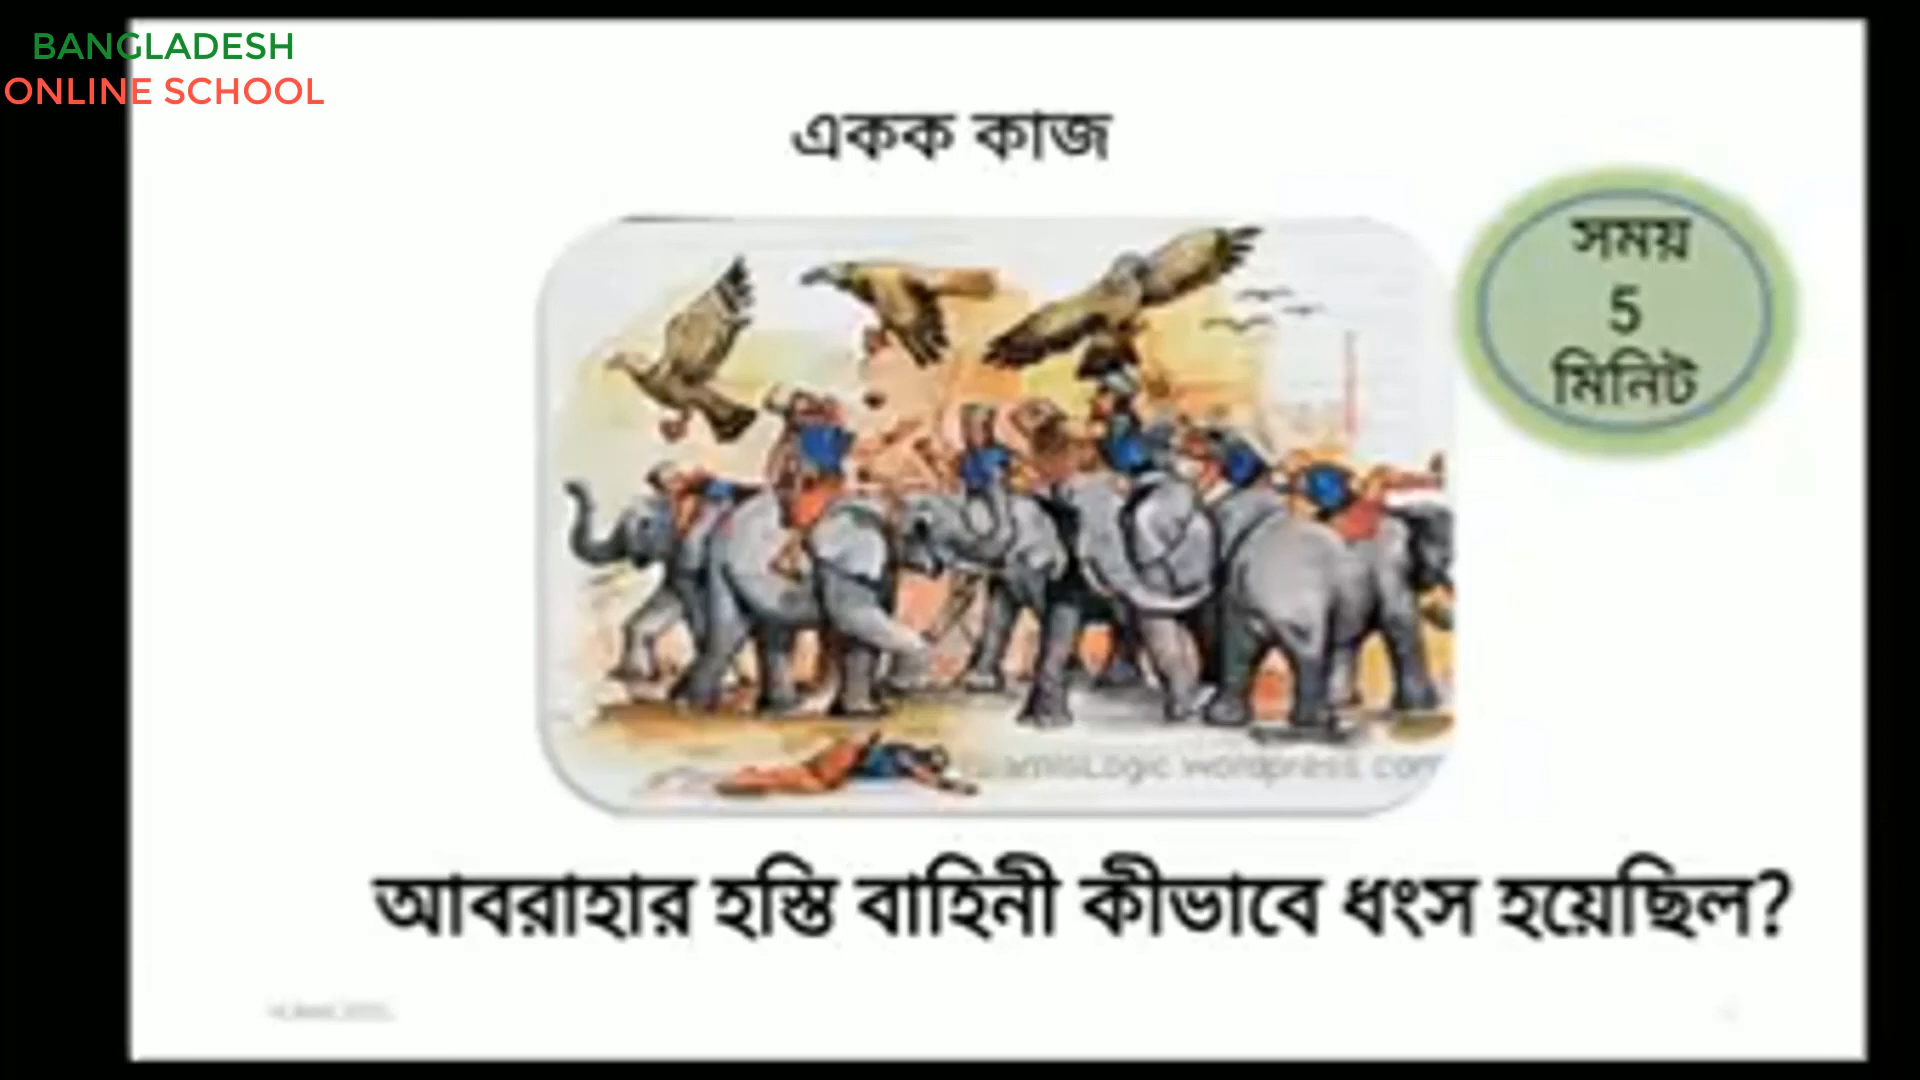 BANGLADESH
ONLINE SCHOOL
একক কাজ
সময়
5
মিনিট
আবরাহার হস্তি বাহিনী কীভাবে ধংস হয়েছিল?